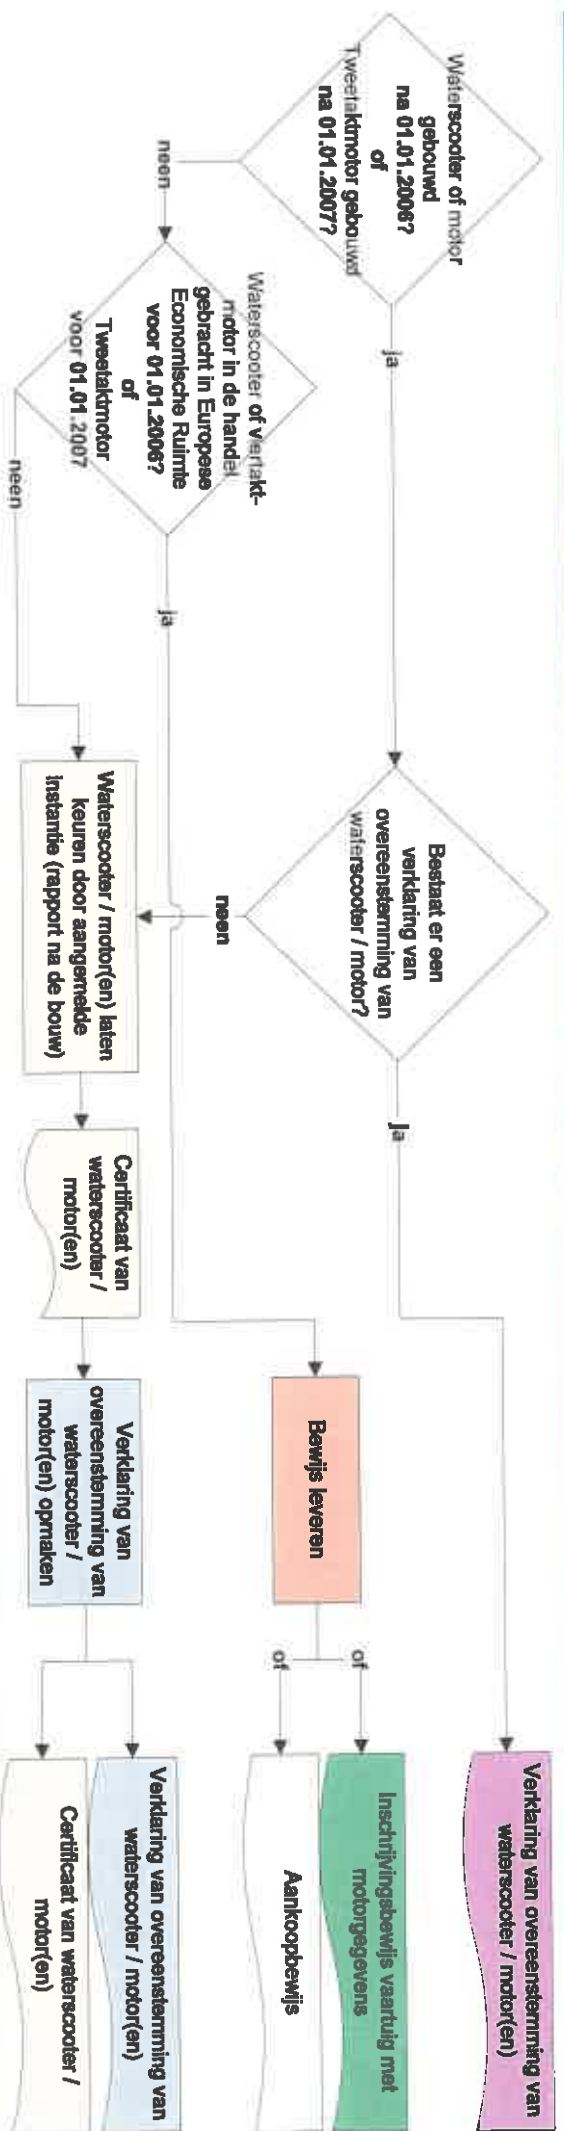 Waterscooter of motor
gebouwd
na 01.01.2006?
of
Tweetaktmotor gebouwd
na 01.01.2007?
ja
neen
Bestaat er een
verklaring van
overeenstemming van
waterscooter / motor?
Ja
neen
Verklaring van overeenstemming van
waterscooter / motor(en)
Waterscooter of viertakt-
motor in de handel
gebracht in Europese
Economische Ruimte
voor 01.01.2006?
of
Tweetaktmotor
voor 01.01.2007
ja
neen
Bewijs leveren
of
of
Inschrijvingsbewijs vaartuig met
motorgegevens
Aankoopbewijs
Waterscooter / motor(en) laten
keuren door aangemelde
instantie (rapport na de bouw)
Certificaat van
waterscooter /
motor(en)
Verklaring van
overeenstemming van
waterscooter /
motor(en) opmaken
Verklaring van overeenstemming van
waterscooter / motor(en)
Certificaat van waterscooter /
motor(en)